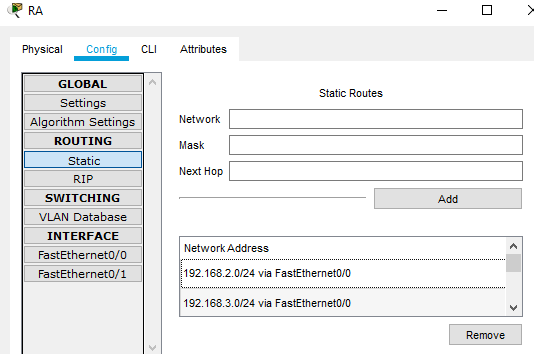 RA
Physical Config CLI Attributes
GLOBAL
Settings
Algorithm Settings
ROUTING
Static
RIP
SWITCHING
VLAN Database
INTERFACE
FastEthernet0/0
FastEthernet0/1
Static Routes
Network
Mask
Next Hop
Add
Network Address
192.168.2.0/24 via FastEthernet0/0
192.168.3.0/24 via FastEthernet0/0
Remove